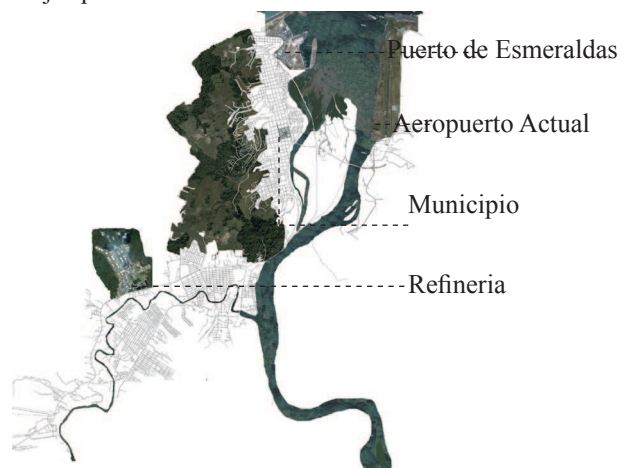 Puerto de Esmeraldas
Aeropuerto Actual
Municipio
Refineria